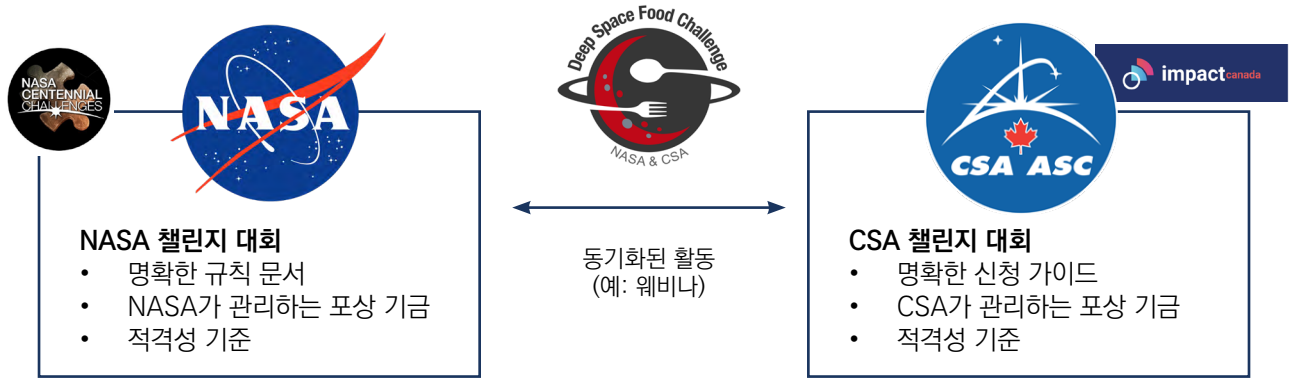 NASA
CENTENNIAL
CHALLENGES
NASA
Deep Space Food Challenge
NASA & CSA
CSA ASC
impact canada
NASA 챌린지 대회
• 명확한 규칙 문서
• NASA가 관리하는 포상 기금
• 적격성 기준
동기화된 활동
(예: 웨비나)
CSA 챌린지 대회
• 명확한 신청 가이드
• CSA가 관리하는 포상 기금
• 적격성 기준